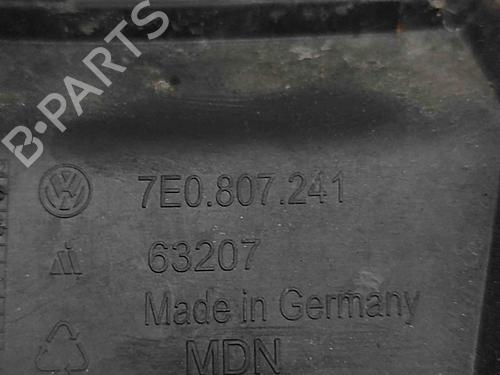 B-PARTS
7E0.807.241
63207
Made in Germany
MDN